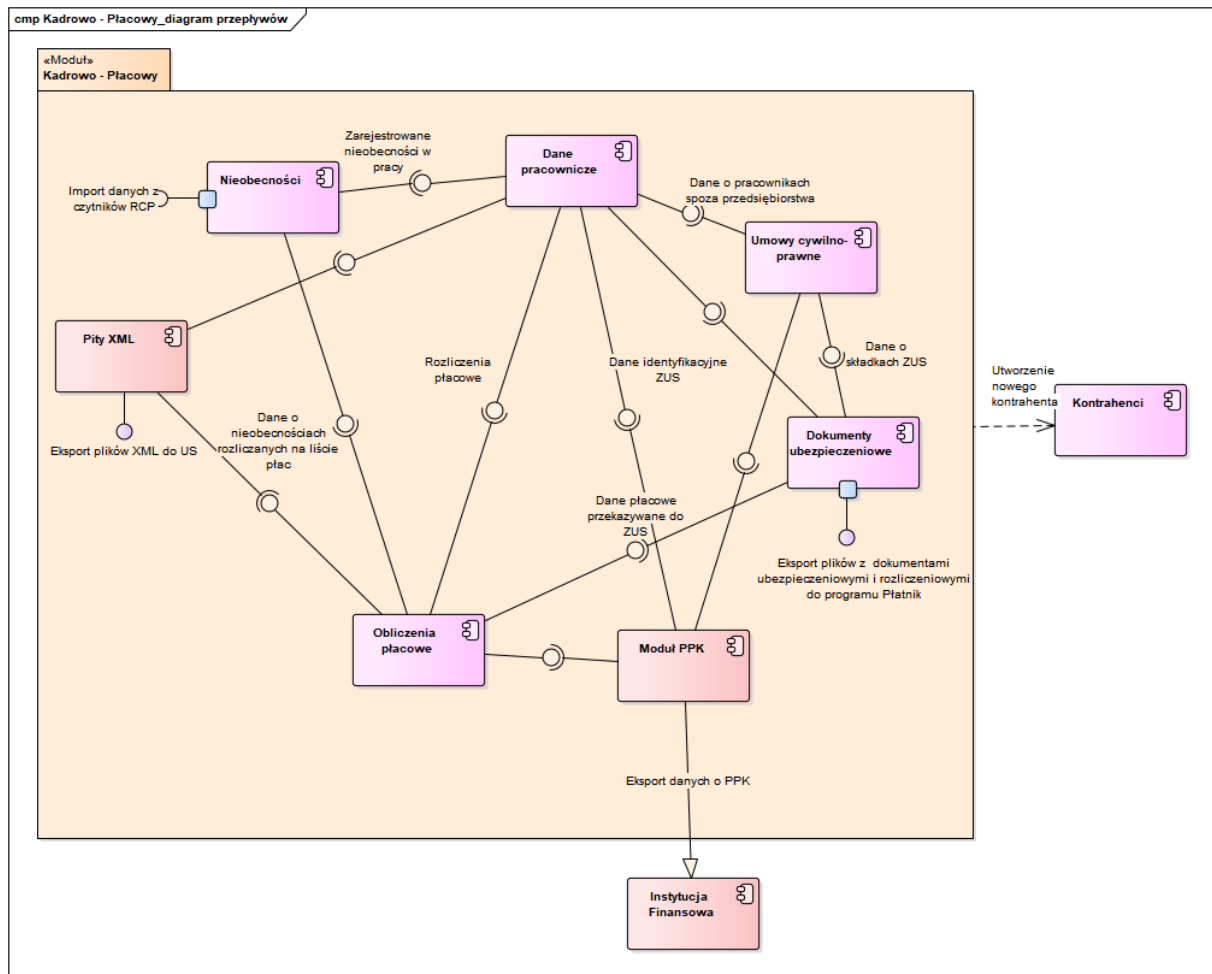 cmp Kadrowo - Płacowy_diagram przepływów
«Moduł»
Kadrowo - Płacowy
Zarejestrowane
nieobecności w
pracy
Dane
pracownicze
Nieobecności
Import danych z
czytników RCP
Dane o pracownikach
spoza przedsiębiorstwa
Umowy cywilno-
prawne
Pity XML
Rozliczenia
płacowe
Dane identyfikacyjne
ZUS
Dane o
składkach ZUS
Utworzenie
nowego
kontrahenta
Kontrahenci
Dane o
nieobecnościach
rozliczanych na liście
płac
Eksport plików XML do US
Dokumenty
ubezpieczeniowe
Dane płacowe
przekazywane do
ZUS
Eksport plików z dokumentami
ubezpieczeniowymi i rozliczeniowymi
do programu Płatnik
Obliczenia
płacowe
Moduł PPK
Eksport danych o PPK
Instytucja
Finansowa